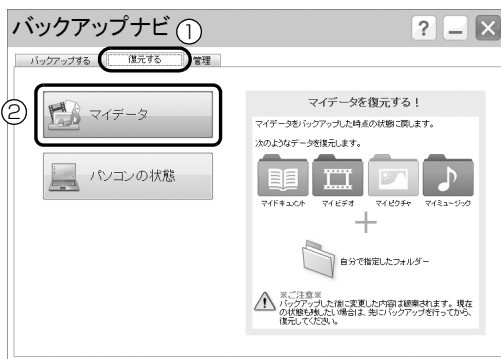 バックアップナビ
①
? _ X
バックアップする 復元する 管理
②
マイデータ
パソコンの状態
マイデータを復元する!
マイデータをバックアップした時点の状態に戻します。
次のようなデータを復元します。
マイドキュメント マイビデオ マイピクチャ マイミュージック
+
自分で指定したフォルダー
※ご注意※
バックアップした後に変更した内容は破棄されます。現在
の状態も残したい場合は、先にバックアップを行ってから、
復元してください。